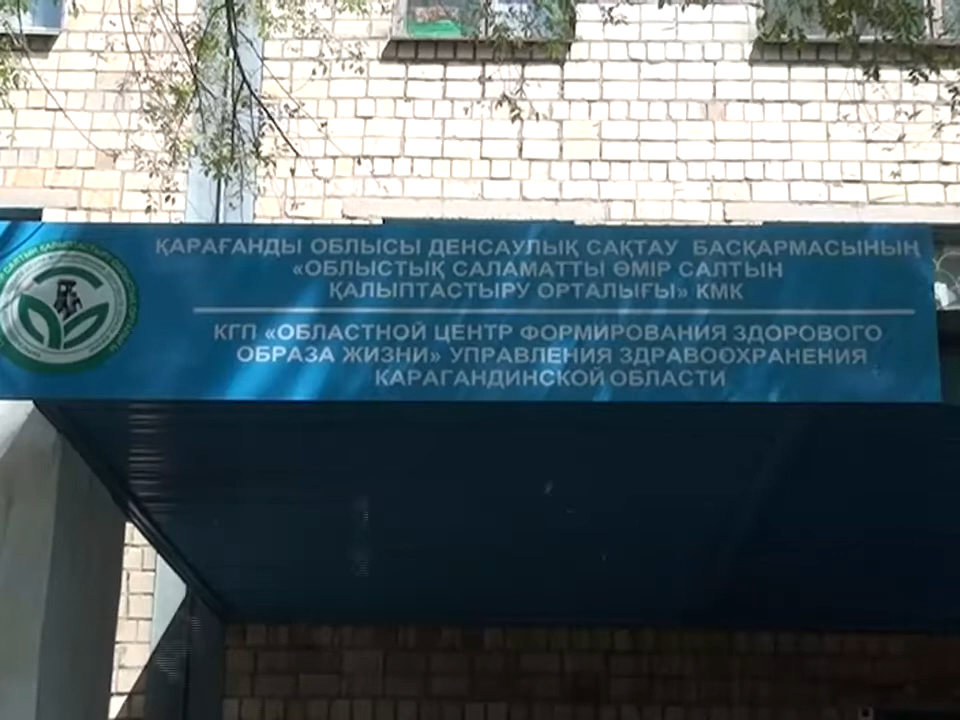 ҚАРАҒАНДЫ ОБЛЫСЫ ДЕНСАУЛЫҚ САҚТАУ БАСҚАРМАСЫНЫҢ
«ОБЛЫСТЫҚ САЛАМАТТЫ ӨМІР САЛТЫН
ҚАЛЫПТАСТЫРУ ОРТАЛЫҒЫ» КМК
КГП «ОБЛАСТНОЙ ЦЕНТР ФОРМИРОВАНИЯ ЗДОРОВОГО
ОБРАЗА ЖИЗНИ» УПРАВЛЕНИЯ ЗДРАВООХРАНЕНИЯ
КАРАГАНДИНСКОЙ ОБЛАСТИ